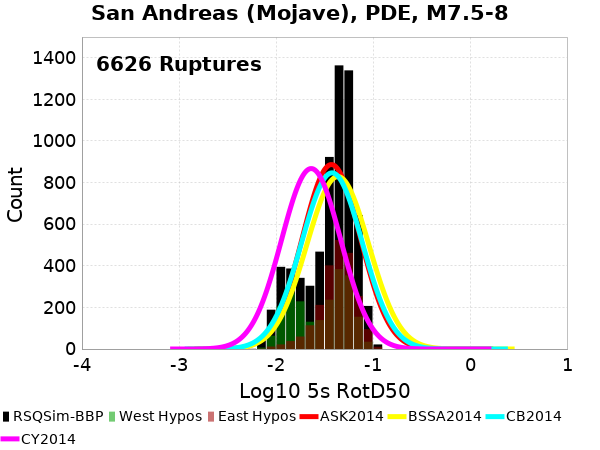 San Andreas (Mojave), PDE, M7.5-8
6626 Ruptures
1400
1200
1000
800
600
400
200
0
Count
-4 -3 -2 -1 0 1
Log10 5s RotD50
RSQSim-BBP West Hypos East Hypos ASK2014 BSSA2014 CB2014
CY2014